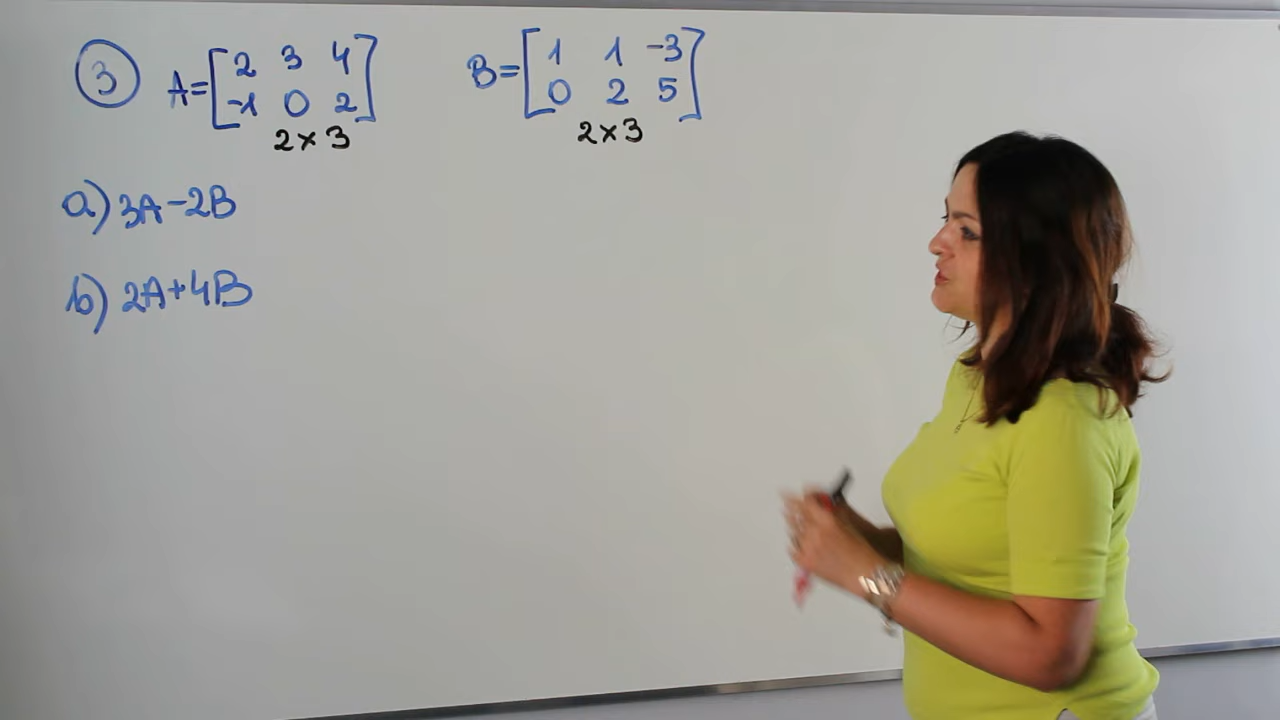 3 A=[2 3 4 B=[1 1 -3
-1 0 2] 0 2 5]
2×3 2×3
a) 3A-2B
b) 2A+4B